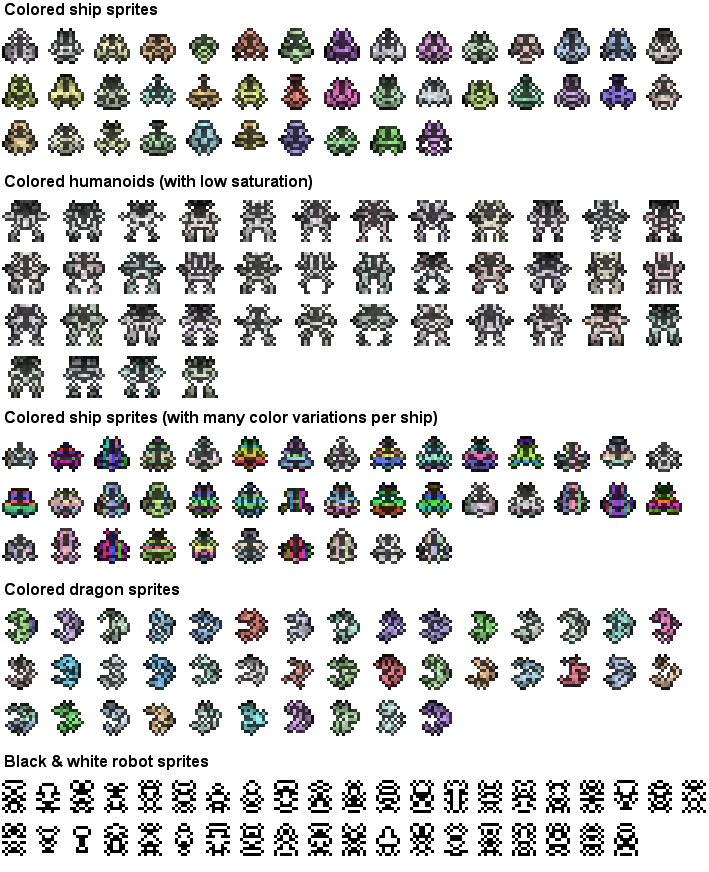 Colored ship sprites
Colored humanoids (with low saturation)
Colored ship sprites (with many color variations per ship)
Colored dragon sprites
Black & white robot sprites